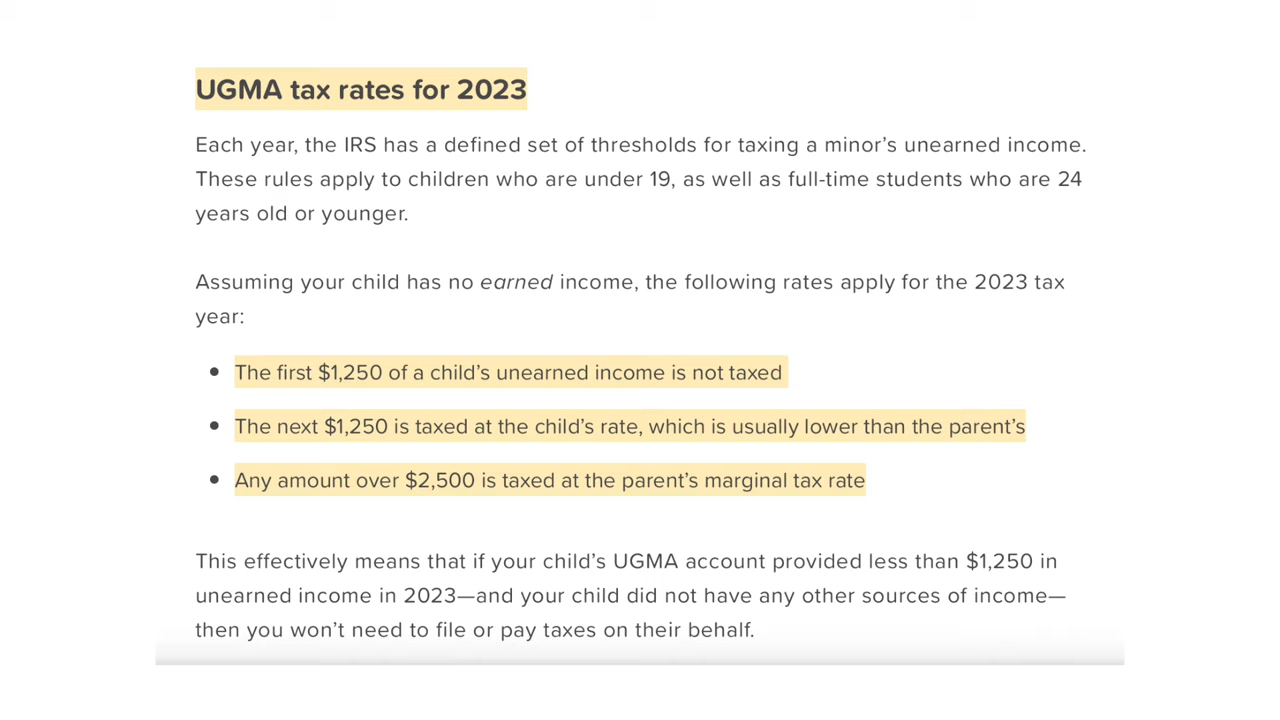 UGMA tax rates for 2023
Each year, the IRS has a defined set of thresholds for taxing a minor’s unearned income.
These rules apply to children who are under 19, as well as full-time students who are 24
years old or younger.
Assuming your child has no earned income, the following rates apply for the 2023 tax
year:
• The first $1,250 of a child’s unearned income is not taxed
• The next $1,250 is taxed at the child’s rate, which is usually lower than the parent’s
• Any amount over $2,500 is taxed at the parent’s marginal tax rate
This effectively means that if your child’s UGMA account provided less than $1,250 in
unearned income in 2023—and your child did not have any other sources of income—
then you won’t need to file or pay taxes on their behalf.